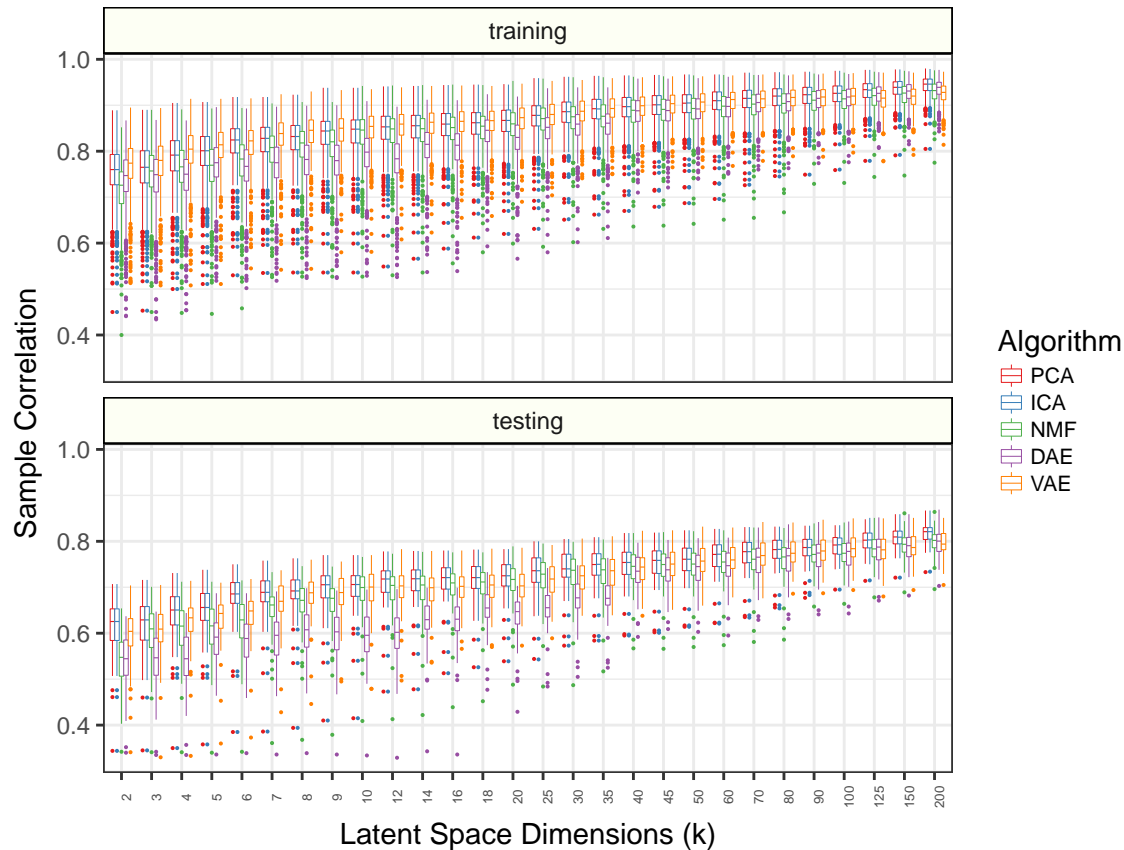 training
1.0
0.8
0.6
0.4
testing
1.0
0.8
0.6
0.4
Sample Correlation
2 3 4 5 6 7 8 9 10 12 14 16 18 20 25 30 35 40 45 50 60 70 80 90 100 125 150 200
Latent Space Dimensions (k)
Algorithm
PCA
ICA
NMF
DAE
VAE